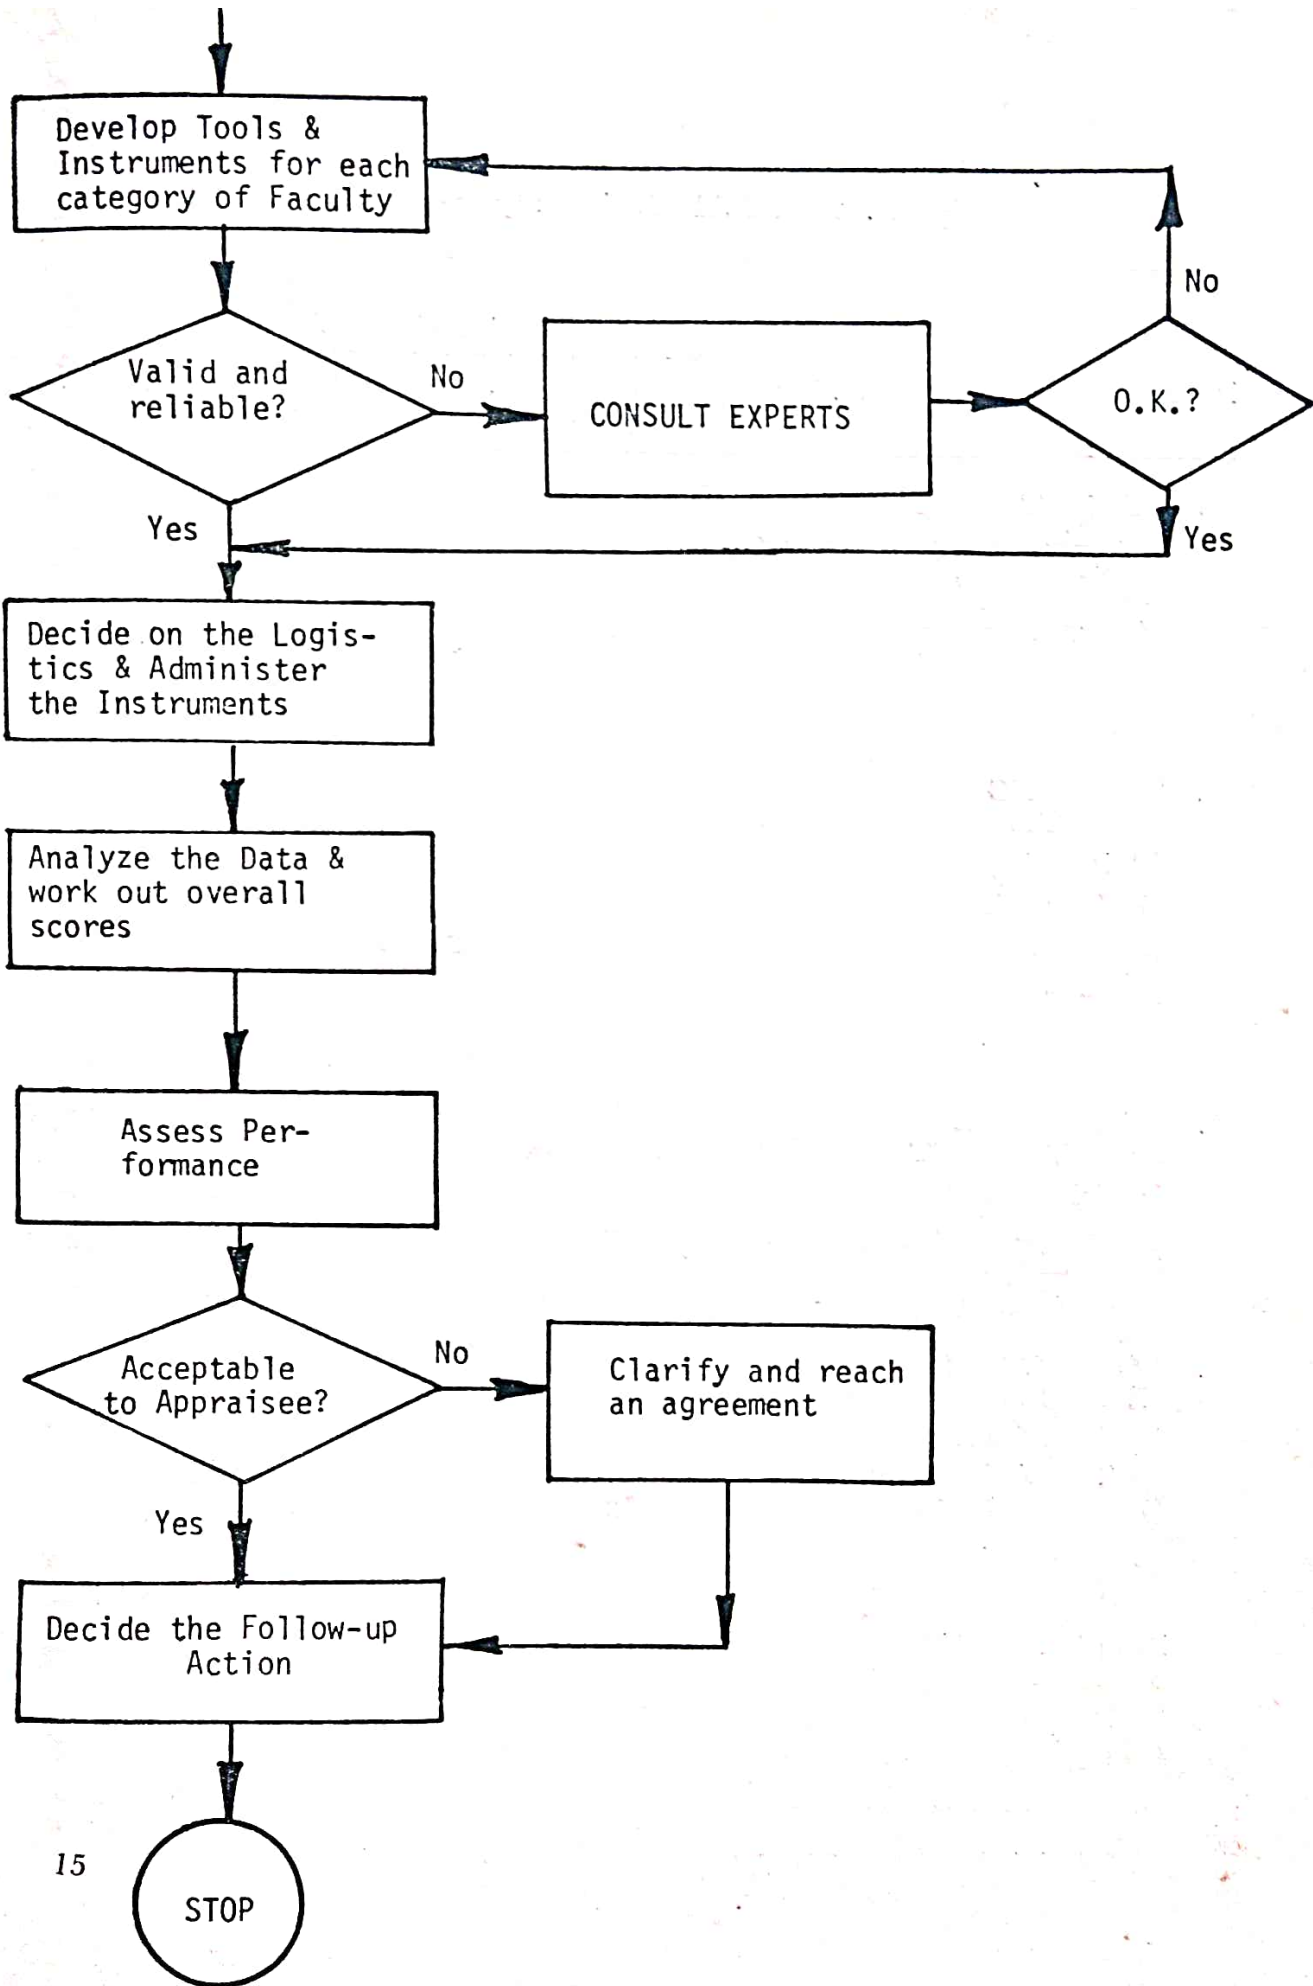 Develop Tools &
Instruments for each
category of Faculty
No
Valid and
reliable?
No
CONSULT EXPERTS
O.K.?
Yes
Yes
Decide on the Logis-
tics & Administer
the Instruments
Analyze the Data &
work out overall
scores
Assess Per-
formance
Acceptable
to Appraisee?
No
Clarify and reach
an agreement
Yes
Decide the Follow-up
Action
15
STOP